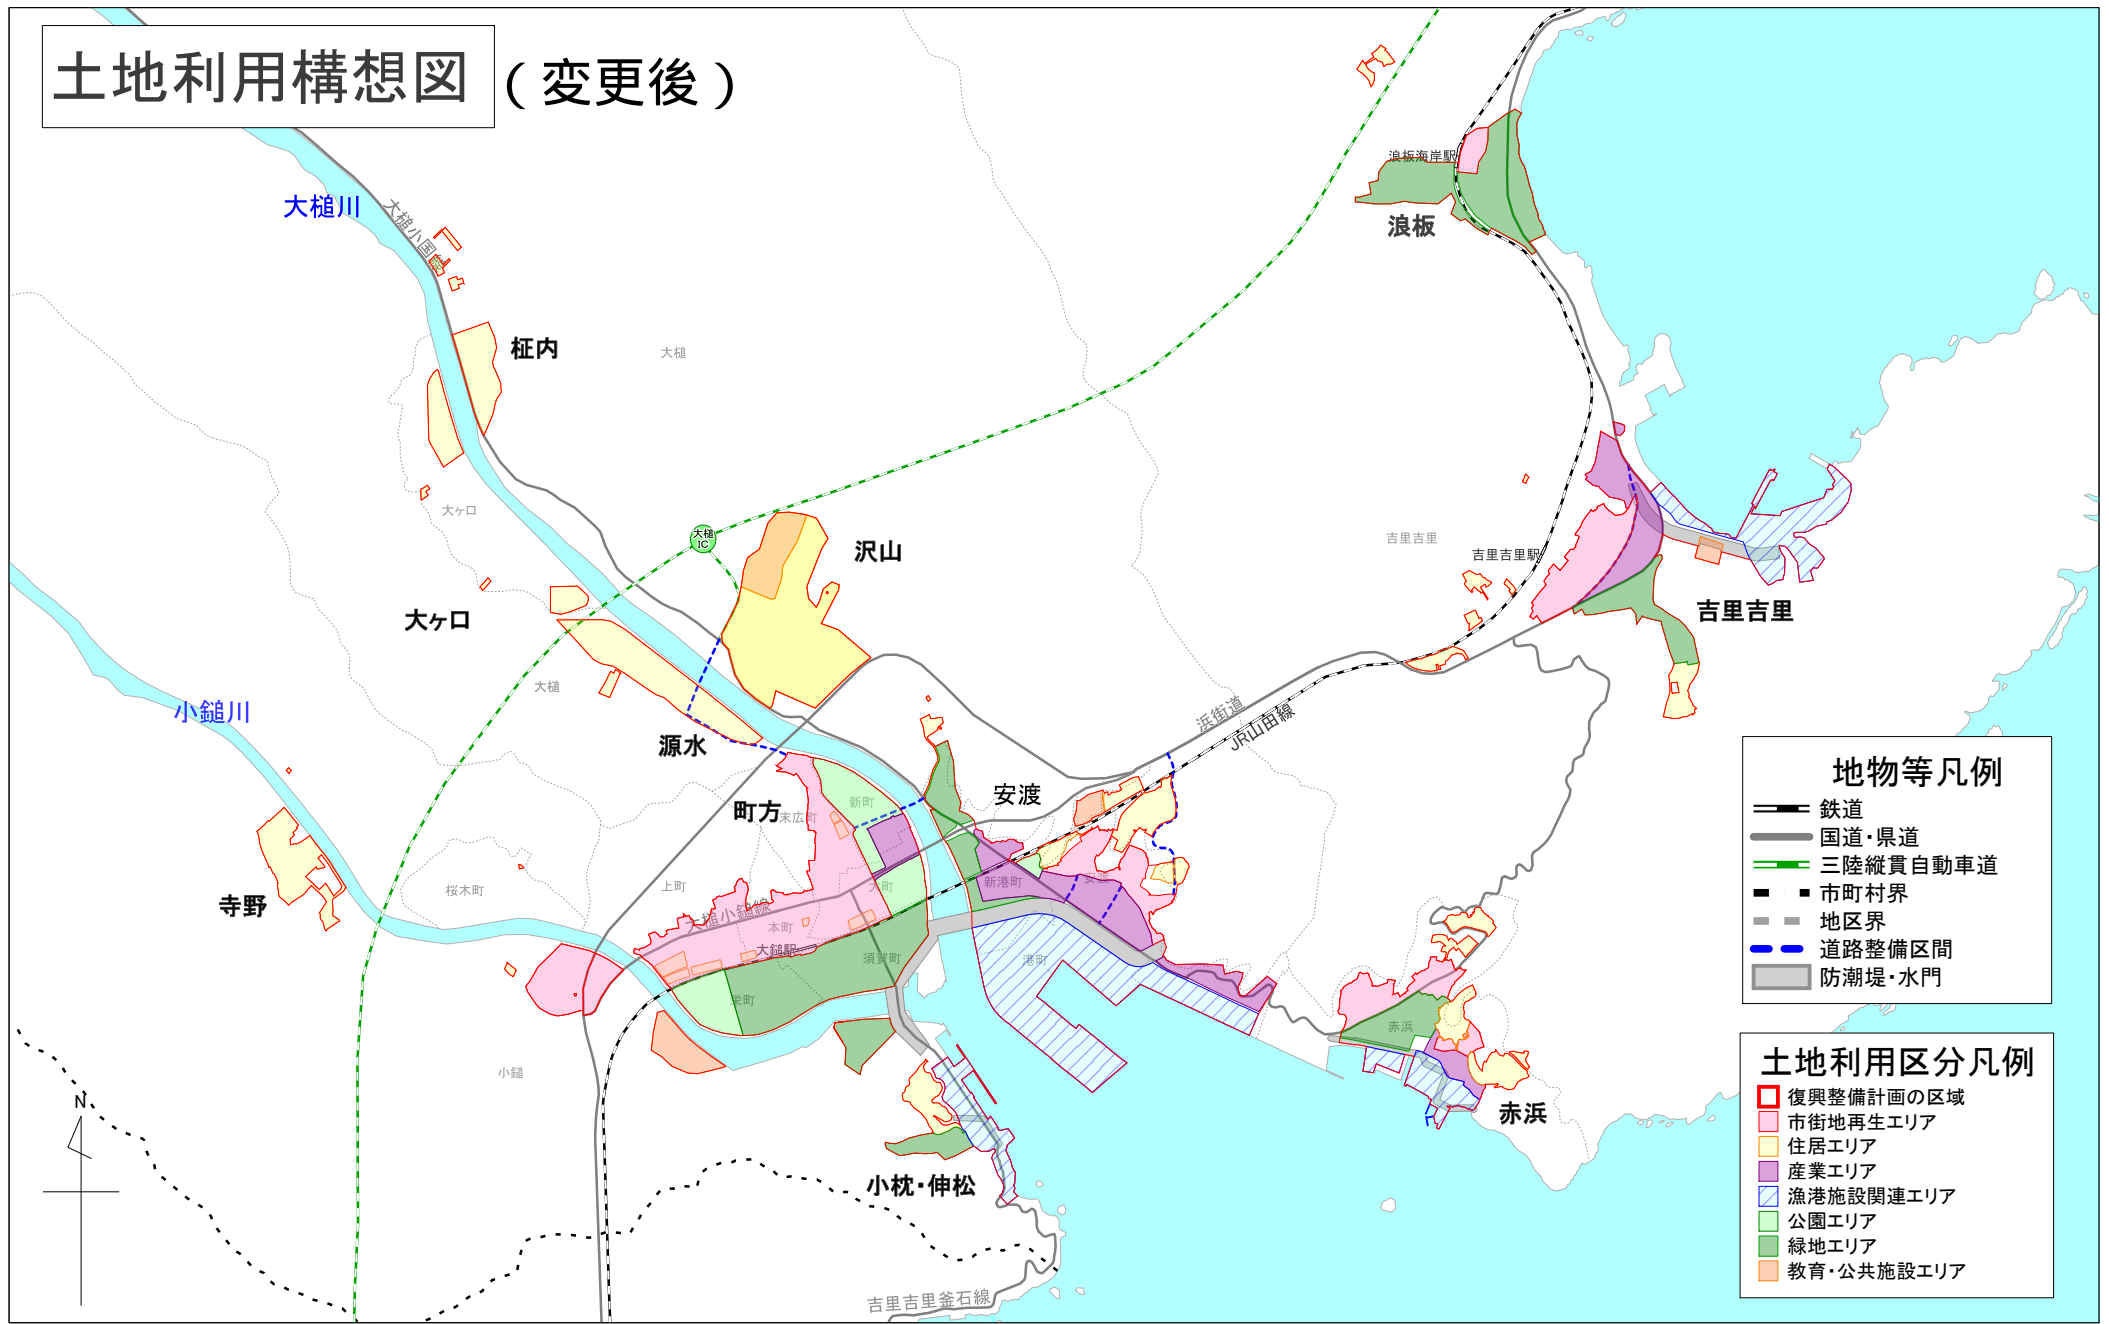 土地利用構想図
(変更後)
大槌川
大槌小国線
浪板海岸駅
浪板
柾内
大槌
大ヶ口
大槌
IC
沢山
吉里吉里
吉里吉里駅
吉里吉里
大ヶ口
大槌
小鎚川
源水
浜街道
JR山田線
安渡
町方
新町
末広町
寺野
桜木町
上町
大町
新港町
安渡
大槌小鎚線
本町
大鎚駅
須賀町
港町
栄町
赤浜
小鎚
赤浜
小枕・伸松
吉里吉里釜石線
N
地物等凡例
鉄道
国道・県道
三陸縦貫自動車道
市町村界
地区界
道路整備区間
防潮堤・水門
土地利用区分凡例
復興整備計画の区域
市街地再生エリア
住居エリア
産業エリア
漁港施設関連エリア
公園エリア
緑地エリア
教育・公共施設エリア